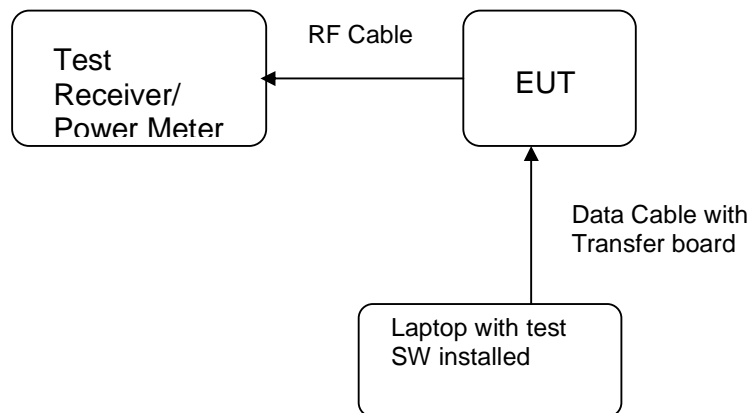 Test
Receiver/
Power Meter
RF Cable
EUT
Data Cable with
Transfer board
Laptop with test
SW installed